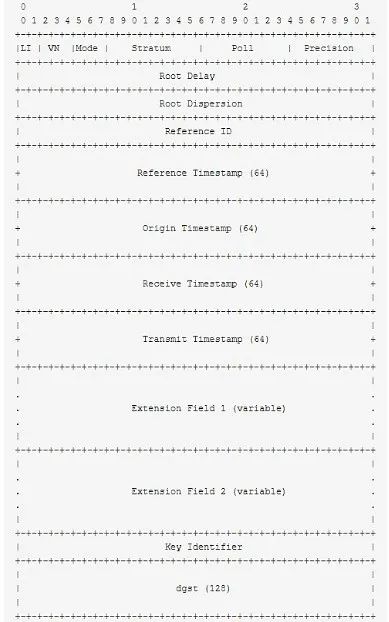 0                   1                   2                   3
0 1 2 3 4 5 6 7 8 9 0 1 2 3 4 5 6 7 8 9 0 1 2 3 4 5 6 7 8 9 0 1
+-+-+-+-+-+-+-+-+-+-+-+-+-+-+-+-+-+-+-+-+-+-+-+-+-+-+-+-+-+-+-+-+
|LI | VN |Mode | Stratum | Poll | Precision |
+-+-+-+-+-+-+-+-+-+-+-+-+-+-+-+-+-+-+-+-+-+-+-+-+-+-+-+-+-+-+-+-+
| Root Delay |
+-+-+-+-+-+-+-+-+-+-+-+-+-+-+-+-+-+-+-+-+-+-+-+-+-+-+-+-+-+-+-+-+
| Root Dispersion |
+-+-+-+-+-+-+-+-+-+-+-+-+-+-+-+-+-+-+-+-+-+-+-+-+-+-+-+-+-+-+-+-+
| Reference ID |
+-+-+-+-+-+-+-+-+-+-+-+-+-+-+-+-+-+-+-+-+-+-+-+-+-+-+-+-+-+-+-+-+
| |
+ Reference Timestamp (64) +
| |
+-+-+-+-+-+-+-+-+-+-+-+-+-+-+-+-+-+-+-+-+-+-+-+-+-+-+-+-+-+-+-+-+
| |
+ Origin Timestamp (64) +
| |
+-+-+-+-+-+-+-+-+-+-+-+-+-+-+-+-+-+-+-+-+-+-+-+-+-+-+-+-+-+-+-+-+
| |
+ Receive Timestamp (64) +
| |
+-+-+-+-+-+-+-+-+-+-+-+-+-+-+-+-+-+-+-+-+-+-+-+-+-+-+-+-+-+-+-+-+
| |
+ Transmit Timestamp (64) +
| |
+-+-+-+-+-+-+-+-+-+-+-+-+-+-+-+-+-+-+-+-+-+-+-+-+-+-+-+-+-+-+-+-+
| |
. .
. Extension Field 1 (variable) .
. .
| |
+-+-+-+-+-+-+-+-+-+-+-+-+-+-+-+-+-+-+-+-+-+-+-+-+-+-+-+-+-+-+-+-+
| |
. .
. Extension Field 2 (variable) .
. .
| |
+-+-+-+-+-+-+-+-+-+-+-+-+-+-+-+-+-+-+-+-+-+-+-+-+-+-+-+-+-+-+-+-+
| Key Identifier |
+-+-+-+-+-+-+-+-+-+-+-+-+-+-+-+-+-+-+-+-+-+-+-+-+-+-+-+-+-+-+-+-+
| |
| dgst (128) |
| |
+-+-+-+-+-+-+-+-+-+-+-+-+-+-+-+-+-+-+-+-+-+-+-+-+-+-+-+-+-+-+-+-+